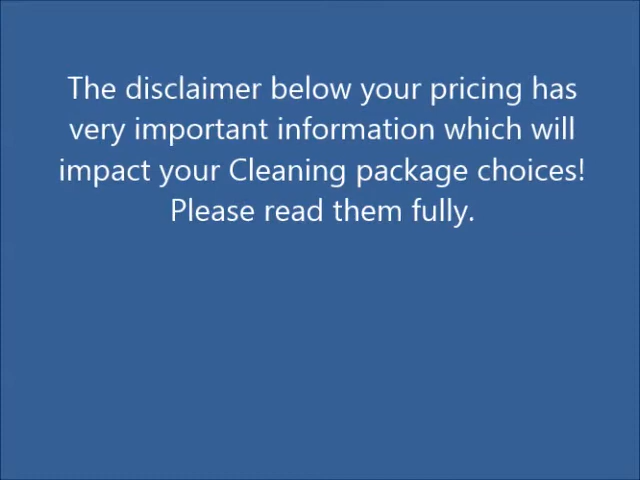 The disclaimer below your pricing has
very important information which will
impact your Cleaning package choices!
Please read them fully.